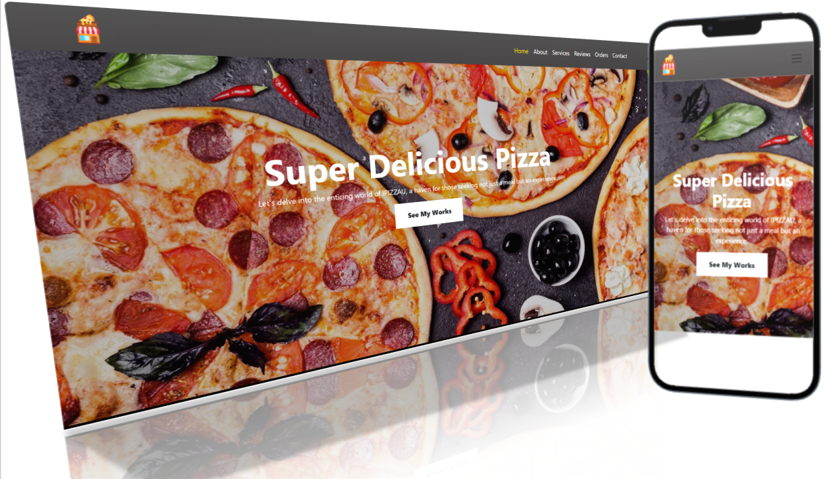 Home About Services Reviews Orders Contact
Super Delicious Pizza
Let's delve into the enticing world of iPIZZAU, a haven for those seeking not just a meal but an experience.
See My Works
Super Delicious
Pizza
Let's delve into the enticing world of iPIZZAU, a
haven for those seeking not just a meal but an
experience.
See My Works